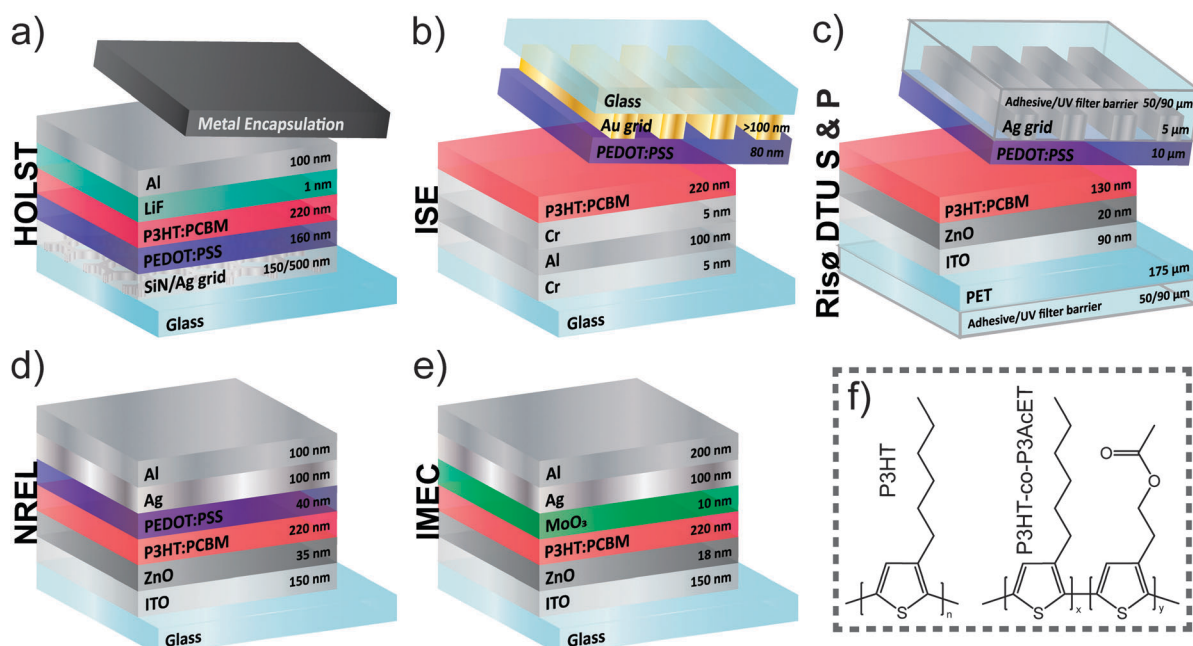 a)
HOLST
Metal Encapsulation
100 nm
Al
1 nm
LiF
220 nm
P3HT:PCBM
160 nm
PEDOT:PSS
150/500 nm
SiN/Ag grid
Glass
b)
ISE
Glass
Au grid >100 nm
PEDOT:PSS 80 nm
220 nm
P3HT:PCBM
5 nm
Cr
100 nm
Al
5 nm
Cr
Glass
c)
Risø DTU S & P
Adhesive/UV filter barrier 50/90 µm
Ag grid 5 µm
PEDOT:PSS 10 µm
130 nm
P3HT:PCBM
20 nm
ZnO
90 nm
ITO
175 µm
PET
50/90 µm
Adhesive/UV filter barrier
d)
NREL
100 nm
Al
100 nm
Ag
40 nm
PEDOT:PSS
220 nm
P3HT:PCBM
35 nm
ZnO
150 nm
ITO
Glass
e)
IMEC
200 nm
Al
100 nm
Ag
10 nm
MoO₃
220 nm
P3HT:PCBM
18 nm
ZnO
150 nm
ITO
Glass
f)
P3HT
P3HT-co-P3AcET
O
O
S
n
S
x
S
y